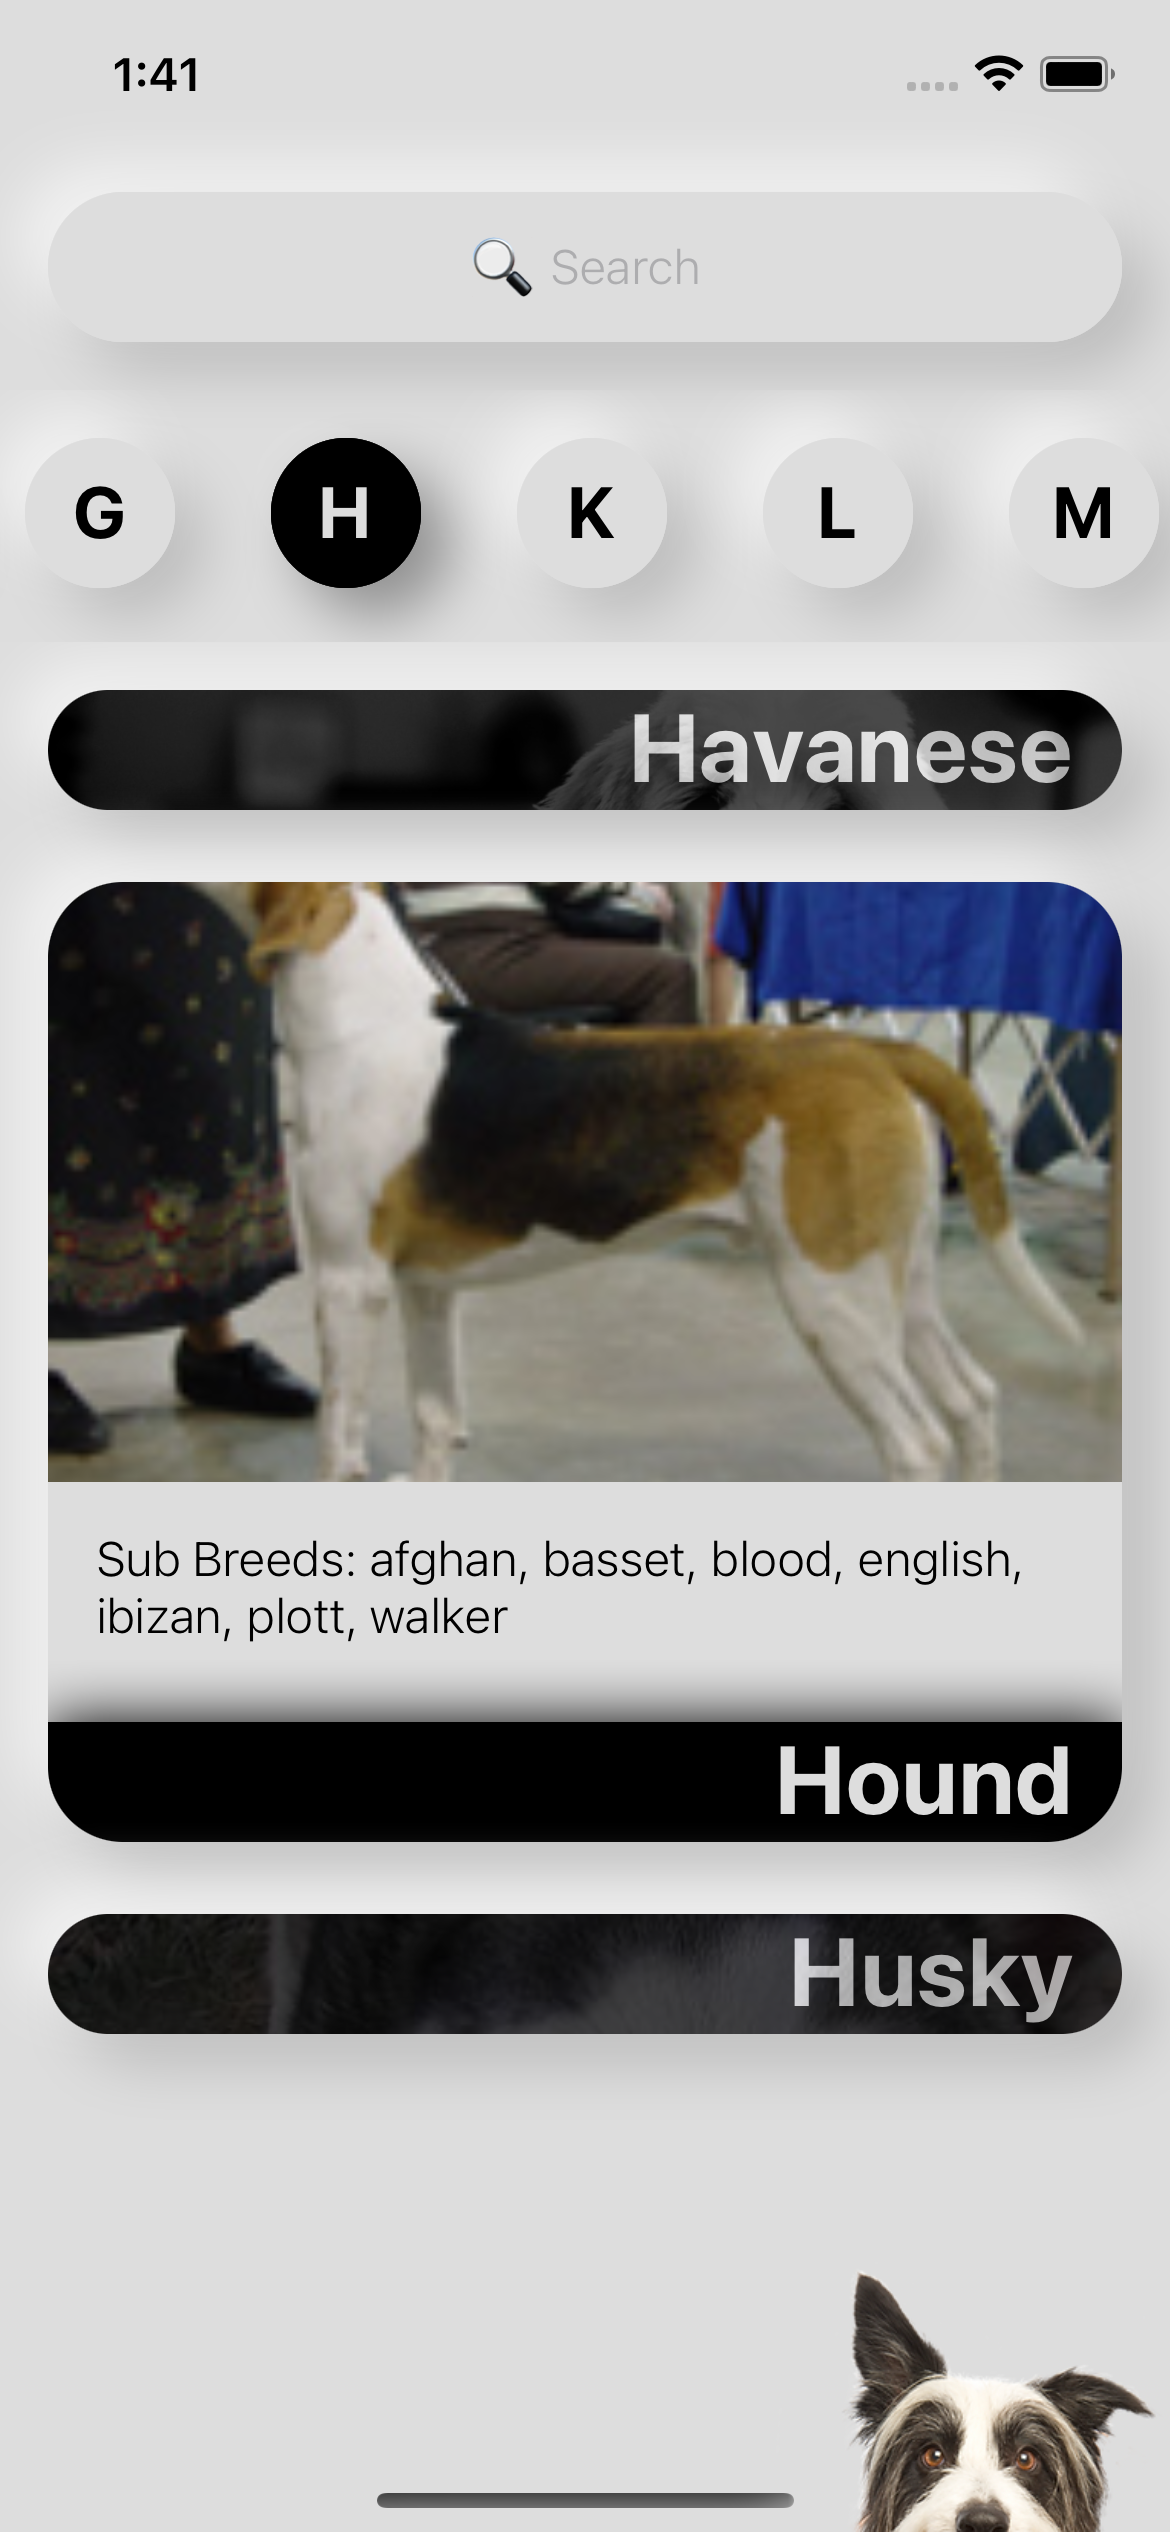 1:41
🔍 Search
G H K L M
Havanese
Sub Breeds: afghan, basset, blood, english,
ibizan, plott, walker
Hound
Husky